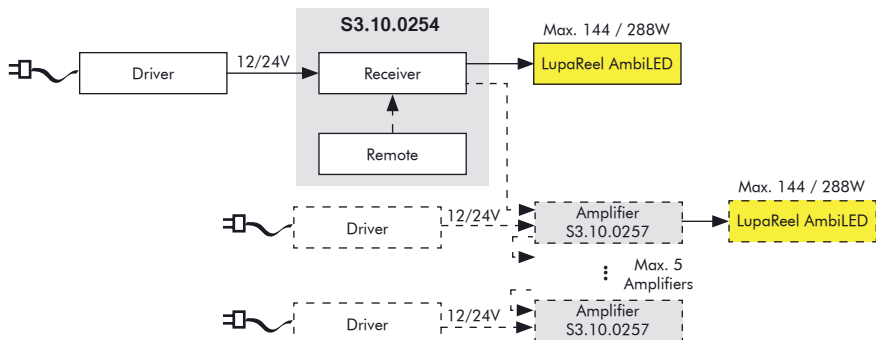 S3.10.0254
Max. 144 / 288W
Driver
12/24V
Receiver
LupaReel AmbiLED
Remote
Max. 144 / 288W
Driver
12/24V
Amplifier
S3.10.0257
LupaReel AmbiLED
Max. 5
Amplifiers
Driver
12/24V
Amplifier
S3.10.0257